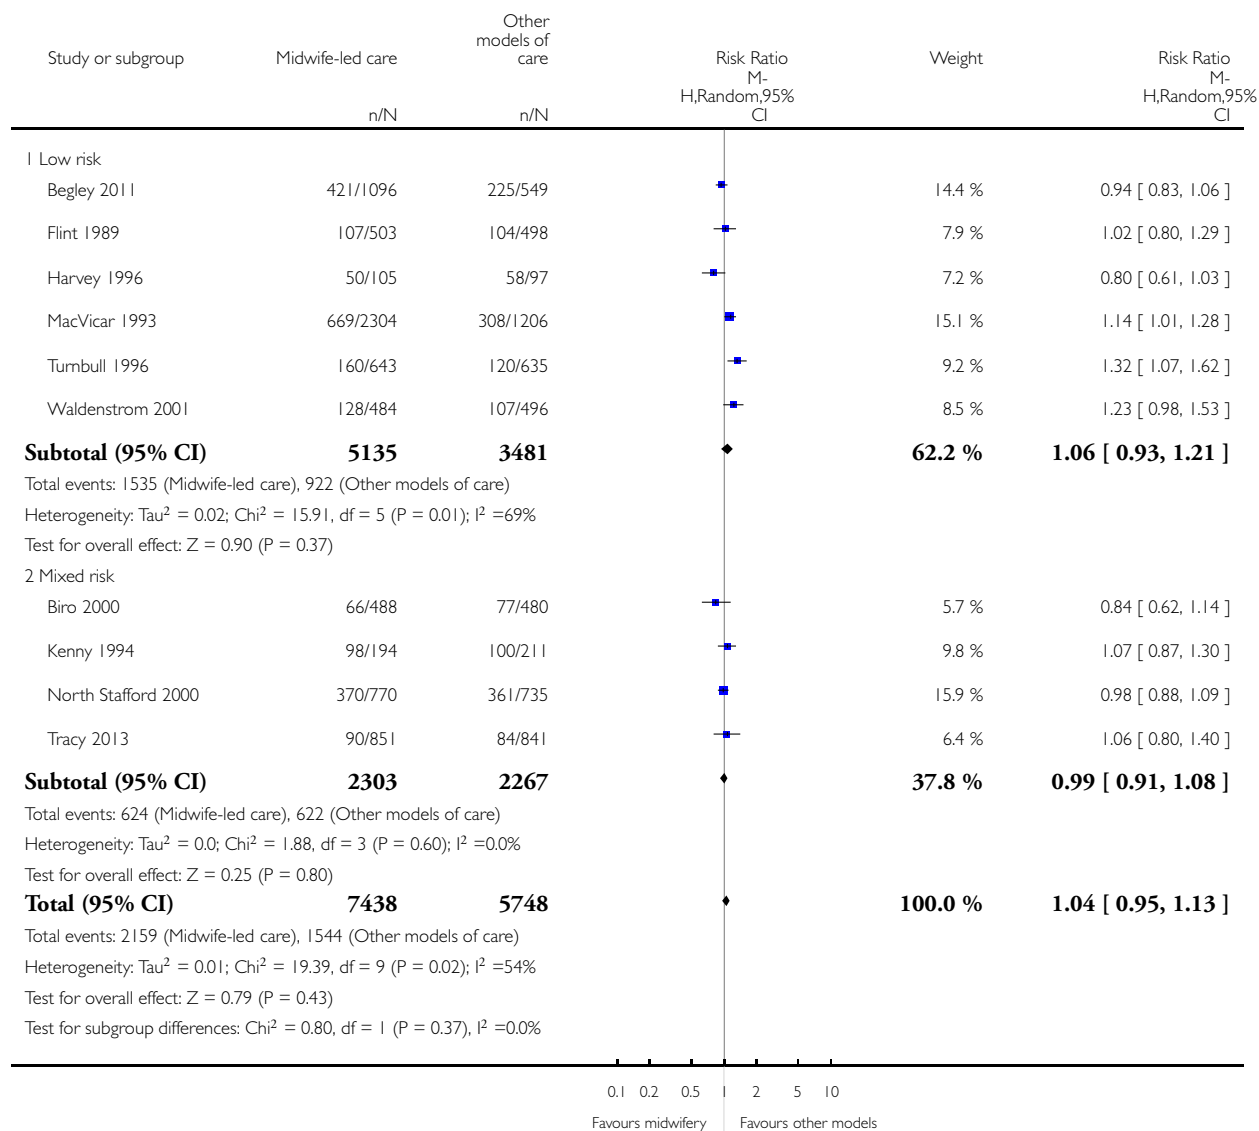 Other
models of
Study or subgroup Midwife-led care care Risk Ratio Weight Risk Ratio
M- M-
H,Random,95% H,Random,95%
n/N n/N CI CI
1 Low risk
Begley 2011 421/1096 225/549 14.4 % 0.94 [ 0.83, 1.06 ]
Flint 1989 107/503 104/498 7.9 % 1.02 [ 0.80, 1.29 ]
Harvey 1996 50/105 58/97 7.2 % 0.80 [ 0.61, 1.03 ]
MacVicar 1993 669/2304 308/1206 15.1 % 1.14 [ 1.01, 1.28 ]
Turnbull 1996 160/643 120/635 9.2 % 1.32 [ 1.07, 1.62 ]
Waldenstrom 2001 128/484 107/496 8.5 % 1.23 [ 0.98, 1.53 ]
Subtotal (95% CI) 5135 3481 62.2 % 1.06 [ 0.93, 1.21 ]
Total events: 1535 (Midwife-led care), 922 (Other models of care)
Heterogeneity: Tau² = 0.02; Chi² = 15.91, df = 5 (P = 0.01); I² =69%
Test for overall effect: Z = 0.90 (P = 0.37)
2 Mixed risk
Biro 2000 66/488 77/480 5.7 % 0.84 [ 0.62, 1.14 ]
Kenny 1994 98/194 100/211 9.8 % 1.07 [ 0.87, 1.30 ]
North Stafford 2000 370/770 361/735 15.9 % 0.98 [ 0.88, 1.09 ]
Tracy 2013 90/851 84/841 6.4 % 1.06 [ 0.80, 1.40 ]
Subtotal (95% CI) 2303 2267 37.8 % 0.99 [ 0.91, 1.08 ]
Total events: 624 (Midwife-led care), 622 (Other models of care)
Heterogeneity: Tau² = 0.0; Chi² = 1.88, df = 3 (P = 0.60); I² =0.0%
Test for overall effect: Z = 0.25 (P = 0.80)
Total (95% CI) 7438 5748 100.0 % 1.04 [ 0.95, 1.13 ]
Total events: 2159 (Midwife-led care), 1544 (Other models of care)
Heterogeneity: Tau² = 0.01; Chi² = 19.39, df = 9 (P = 0.02); I² =54%
Test for overall effect: Z = 0.79 (P = 0.43)
Test for subgroup differences: Chi² = 0.80, df = 1 (P = 0.37), I² =0.0%
0.1 0.2 0.5 1 2 5 10
Favours midwifery Favours other models